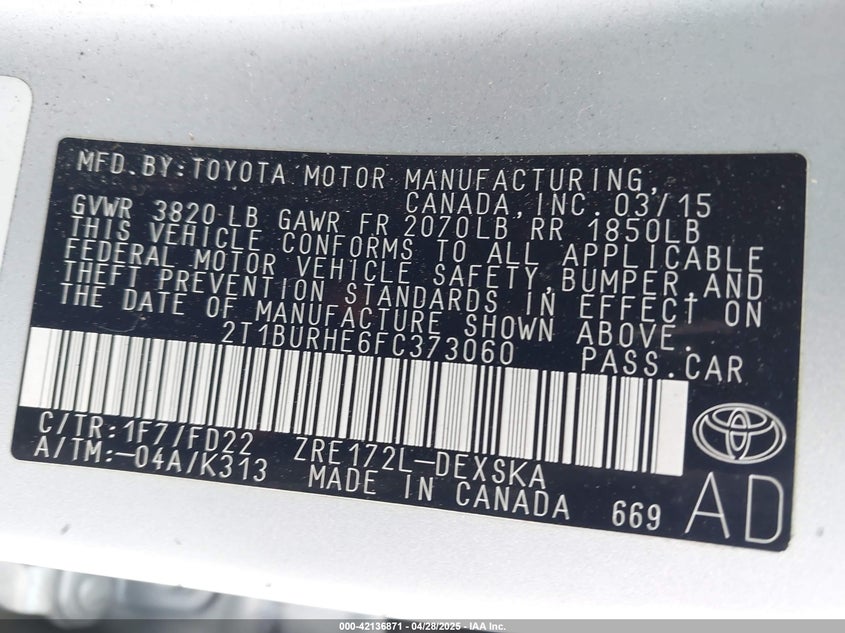 MFD.BY:TOYOTA MOTOR MANUFACTURING,
CANADA, INC. 03/15
GVWR 3820 LB GAWR FR 2070LB RR 1850LB
THIS VEHICLE CONFORMS TO ALL APPLICABLE
FEDERAL MOTOR VEHICLE SAFETY, BUMPER, AND
THEFT PREVENTION STANDARDS IN EFFECT ON
THE DATE OF MANUFACTURE SHOWN ABOVE.
2T1BURHE6FC373060 PASS.CAR
C/TR:1F7/FD22 ZRE172L-DEXSKA
A/TM:-04A/K313 MADE IN CANADA 669 AD
000-42136871 | 04/28/2025 | IAA Inc.